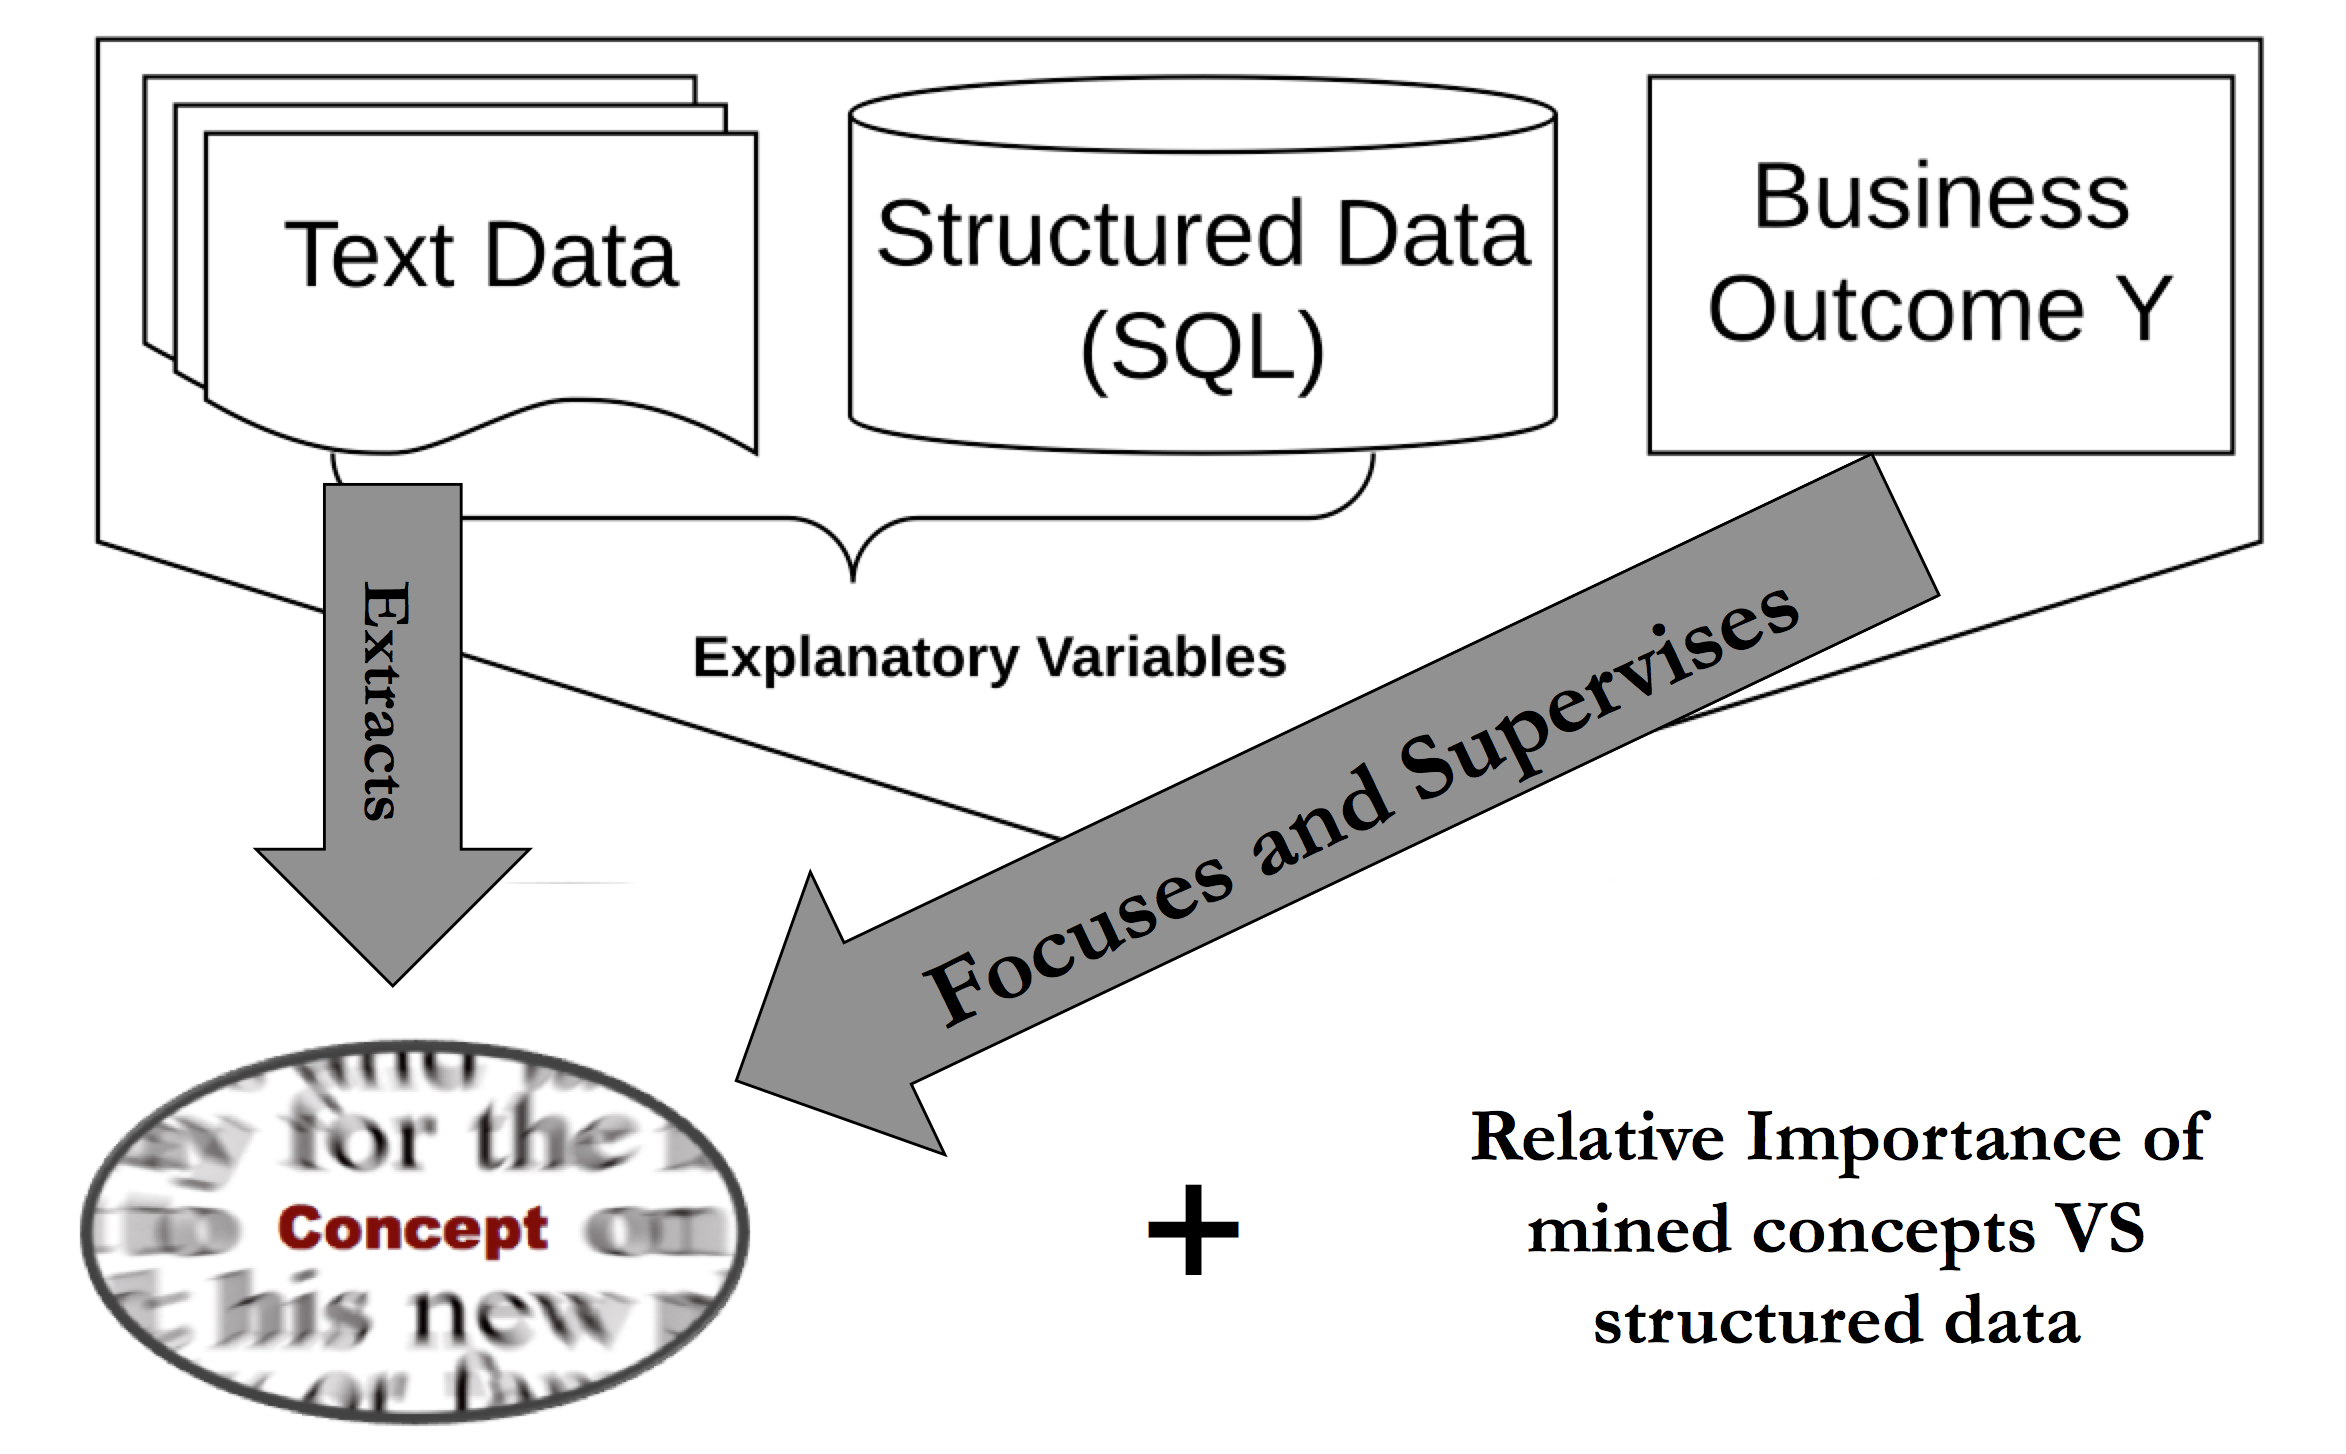 Text Data
Structured Data
(SQL)
Business
Outcome Y
Extracts
Explanatory Variables
Focuses and Supervises
for the
Concept
his new
or
+
Relative Importance of
mined concepts VS
structured data